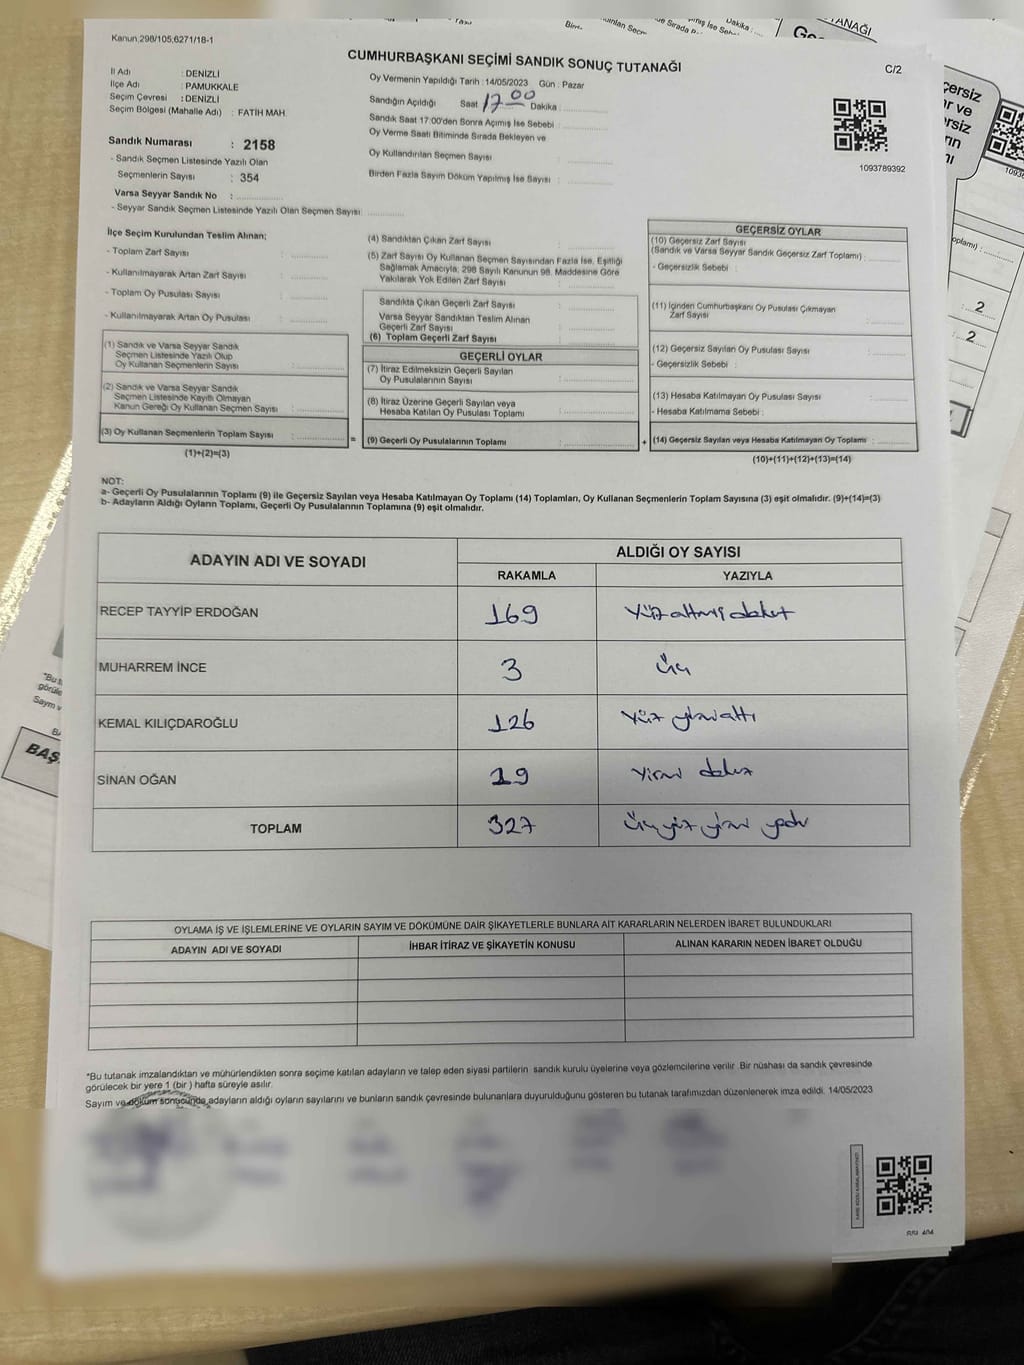 Kanun.298/105,6271/18-1
CUMHURBAŞKANI SEÇİMİ SANDIK SONUÇ TUTANAĞI
C/2
İl Adı : DENİZLİ
İlçe Adı : PAMUKKALE
Seçim Çevresi : DENİZLİ
Seçim Bölgesi (Mahalle Adı) : FATİH MAH.
Oy Vermenin Yapıldığı Tarih :14/05/2023 Gün : Pazar
Sandığın Açıldığı Saat 17 00 Dakika :
Sandık Saat 17:00'den Sonra Açımış İse Sebebi :
Oy Verme Saati Bitiminde Sırada Bekleyen ve
Oy Kullandırılan Seçmen Sayısı :
Birden Fazla Sayım Döküm Yapılmış İse Sayısı :
1093789392
Sandık Numarası : 2158
- Sandık Seçmen Listesinde Yazılı Olan
Seçmenlerin Sayısı : 354
Varsa Seyyar Sandık No :
- Seyyar Sandık Seçmen Listesinde Yazılı Olan Seçmen Sayısı:
İlçe Seçim Kurulundan Teslim Alınan;
- Toplam Zarf Sayısı :
- Kullanılmayarak Artan Zarf Sayısı :
- Toplam Oy Pusulası Sayısı :
- Kullanılmayarak Artan Oy Pusulası :
(1) Sandık ve Varsa Seyyar Sandık
Seçmen Listesinde Yazılı Olup
Oy Kullanan Seçmenlerin Sayısı :
(2) Sandık ve Varsa Seyyar Sandık
Seçmen Listesinde Kayıtlı Olmayan
Kanun Gereği Oy Kullanan Seçmen Sayısı :
(3) Oy Kullanan Seçmenlerin Toplam Sayısı :
(1)+(2)=(3)
(4) Sandıktan Çıkan Zarf Sayısı :
(5) Zarf Sayısı Oy Kullanan Seçmen Sayısından Fazla İse, Eşitliği
Sağlamak Amacıyla; 298 Sayılı Kanunun 98. Maddesine Göre
Yakılarak Yok Edilen Zarf Sayısı :
Sandıkta Çıkan Geçerli Zarf Sayısı :
Varsa Seyyar Sandıktan Teslim Alınan
Geçerli Zarf Sayısı :
(6) Toplam Geçerli Zarf Sayısı :
GEÇERLİ OYLAR
(7) İtiraz Edilmeksizin Geçerli Sayılan
Oy Pusulalarının Sayısı :
(8) İtiraz Üzerine Geçerli Sayılan veya
Hesaba Katılan Oy Pusulası Toplamı :
= (9) Geçerli Oy Pusulalarının Toplamı :
GEÇERSİZ OYLAR
(10) Geçersiz Zarf Sayısı
(Sandık ve Varsa Seyyar Sandık Geçersiz Zarf Toplamı) :
- Geçersizlik Sebebi :
(11) İçinden Cumhurbaşkanı Oy Pusulası Çıkmayan
Zarf Sayısı :
(12) Geçersiz Sayılan Oy Pusulası Sayısı :
- Geçersizlik Sebebi :
(13) Hesaba Katılmayan Oy Pusulası Sayısı :
- Hesaba Katılmama Sebebi :
+ (14) Geçersiz Sayılan veya Hesaba Katılmayan Oy Toplamı :
(10)+(11)+(12)+(13)=(14)
NOT:
a- Geçerli Oy Pusulalarının Toplamı (9) ile Geçersiz Sayılan veya Hesaba Katılmayan Oy Toplamı (14) Toplamları, Oy Kullanan Seçmenlerin Toplam Sayısına (3) eşit olmalıdır. (9)+(14)=(3)
b- Adayların Aldığı Oyların Toplamı, Geçerli Oy Pusulalarının Toplamına (9) eşit olmalıdır.
ADAYIN ADI VE SOYADI ALDIĞI OY SAYISI
RAKAMLA YAZIYLA
RECEP TAYYİP ERDOĞAN 169 Yüz altmış dokuz
MUHARREM İNCE 3 Üç
KEMAL KILIÇDAROĞLU 126 Yüz yirmi altı
SİNAN OĞAN 29 Yirmi dokuz
TOPLAM 327 Üç yüz yirmi yedi
OYLAMA İŞ VE İŞLEMLERİNE VE OYLARIN SAYIM VE DÖKÜMÜNE DAİR ŞİKAYETLERLE BUNLARA AİT KARARLARIN NELERDEN İBARET BULUNDUKLARI
ADAYIN ADI VE SOYADI İHBAR İTİRAZ VE ŞİKAYETİN KONUSU ALINAN KARARIN NEDEN İBARET OLDUĞU
*Bu tutanak imzalandıktan ve mühürlendikten sonra seçime katılan adayların ve talep eden siyasi partilerin sandık kurulu üyelerine veya gözlemcilerine verilir. Bir nüshası da sandık çevresinde
görülecek bir yere 1 (bir) hafta süreyle asılır.
Sayım ve döküm sonucunda adayların aldığı oyların sayılarını ve bunların sandık çevresinde bulunanlara duyurulduğunu gösteren bu tutanak tarafımızdan düzenlenerek imza edildi. 14/05/2023